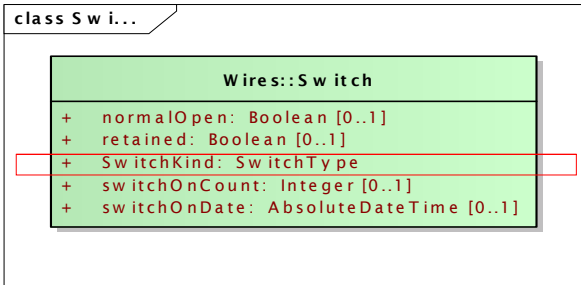 class Swi...
Wires::Switch
+ normalOpen: Boolean [0..1]
+ retained: Boolean [0..1]
+ SwitchKind: SwitchType
+ switchOnCount: Integer [0..1]
+ switchOnDate: AbsoluteDateTime [0..1]